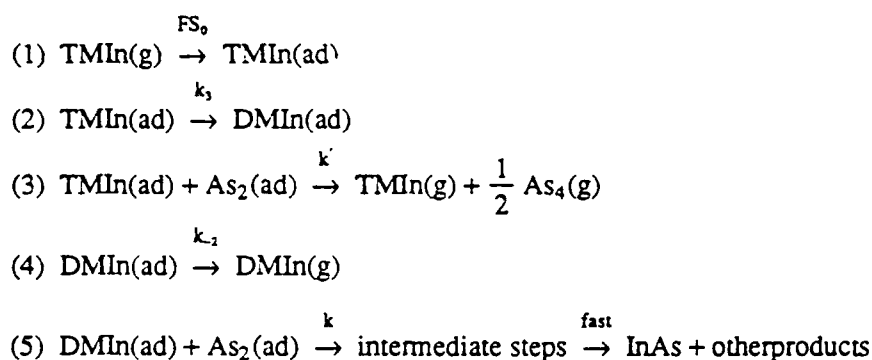 FS₀
(1) TMIn(g) → TMIn(ad)
k₃
(2) TMIn(ad) → DMIn(ad)
k'
(3) TMIn(ad) + As₂(ad) → TMIn(g) + 1/2 As₄(g)
k₋₂
(4) DMIn(ad) → DMIn(g)
k fast
(5) DMIn(ad) + As₂(ad) → intermediate steps → InAs + otherproducts